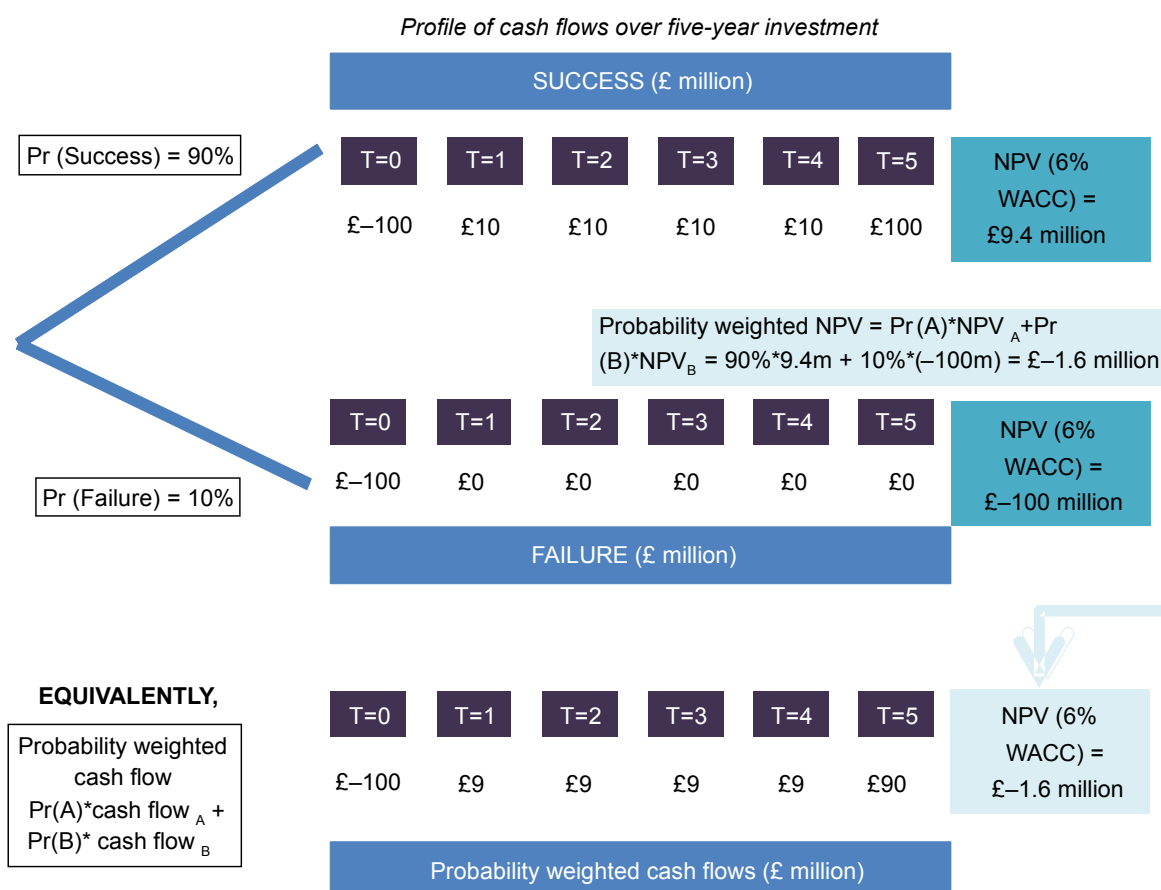 Profile of cash flows over five-year investment
SUCCESS (£ million)
Pr (Success) = 90%
T=0 T=1 T=2 T=3 T=4 T=5
£–100 £10 £10 £10 £10 £100
NPV (6%
WACC) =
£9.4 million
Probability weighted NPV = Pr (A)*NPV A+Pr
(B)*NPVB = 90%*9.4m + 10%*(–100m) = £–1.6 million
T=0 T=1 T=2 T=3 T=4 T=5
£–100 £0 £0 £0 £0 £0
NPV (6%
WACC) =
£–100 million
Pr (Failure) = 10%
FAILURE (£ million)
EQUIVALENTLY,
Probability weighted
cash flow
Pr(A)*cash flow A +
Pr(B)* cash flow B
T=0 T=1 T=2 T=3 T=4 T=5
£–100 £9 £9 £9 £9 £90
NPV (6%
WACC) =
£–1.6 million
Probability weighted cash flows (£ million)